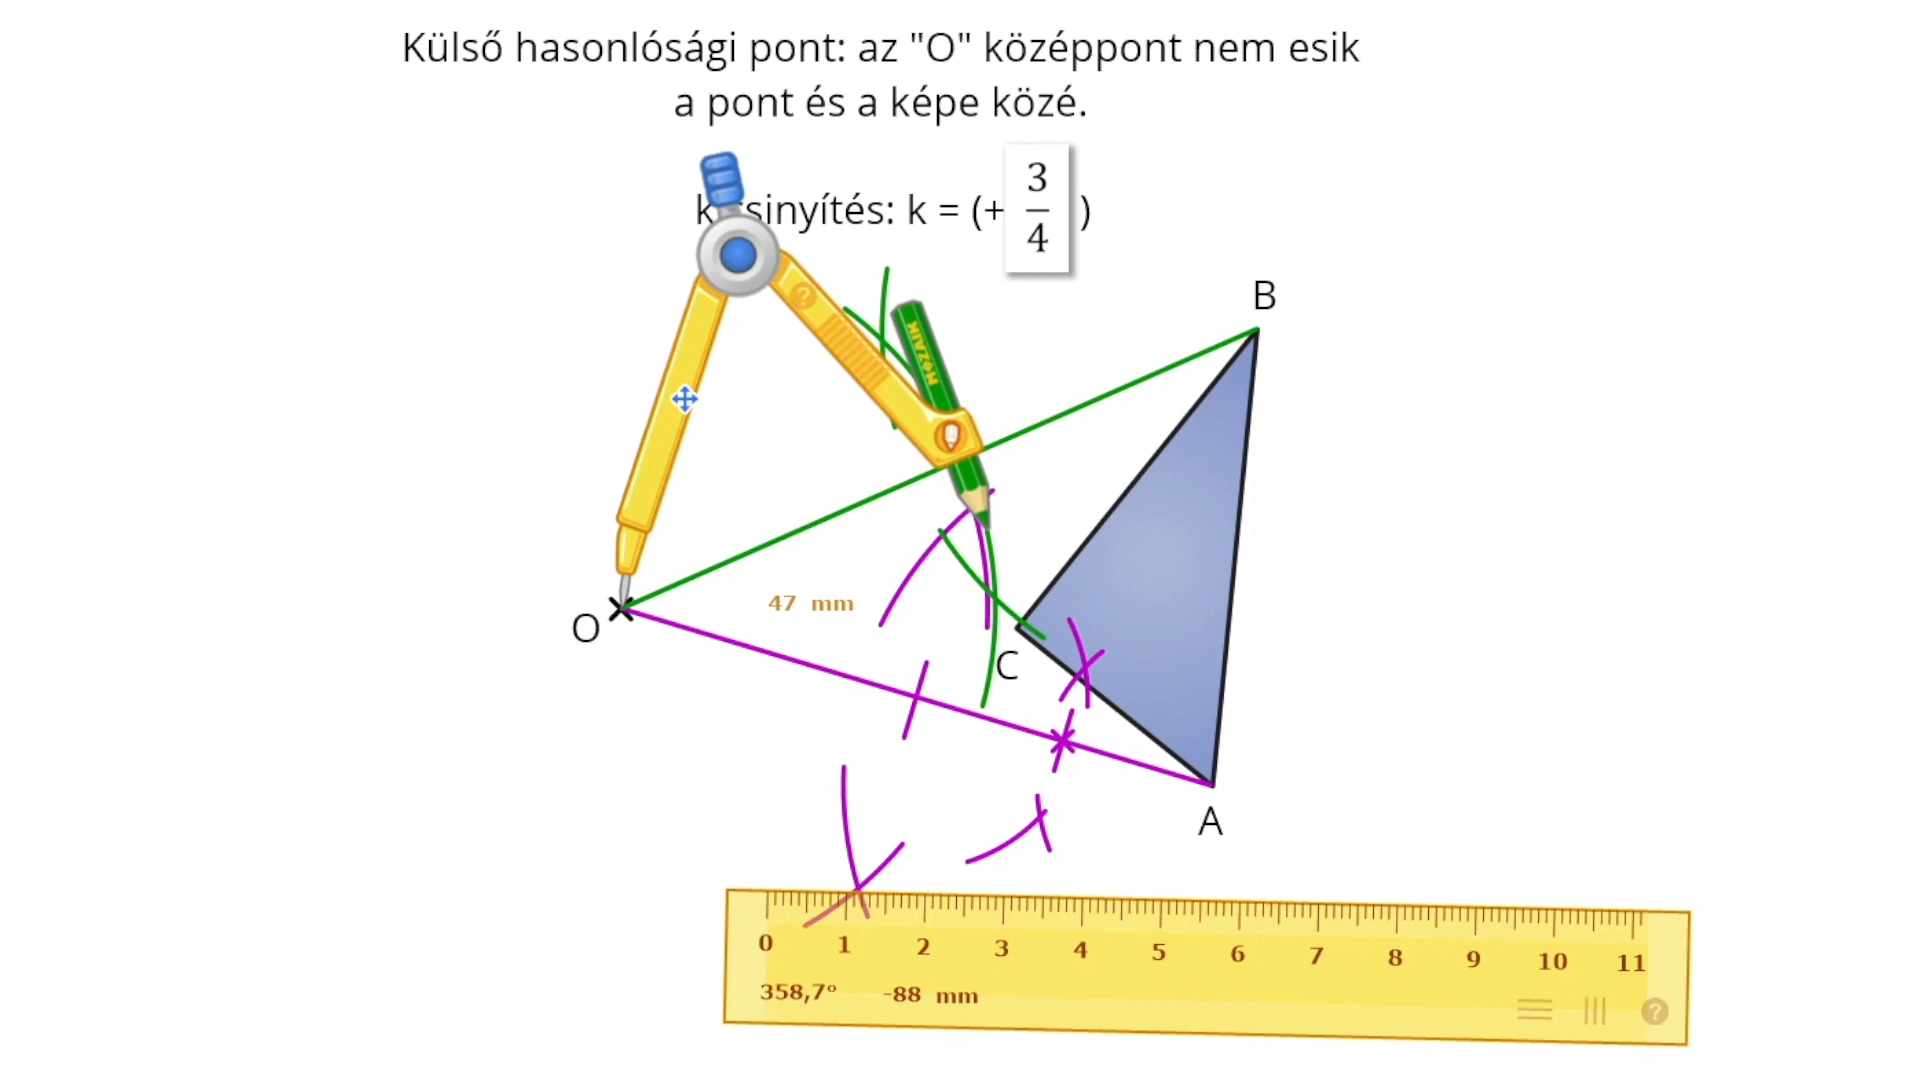 Külső hasonlósági pont: az "O" középpont nem esik
a pont és a képe közé.
k sinyítés: k = (+ 3/4 )
B
MOZAIK
47 mm
O
C
A
0 1 2 3 4 5 6 7 8 9 10 11
358,7° -88 mm